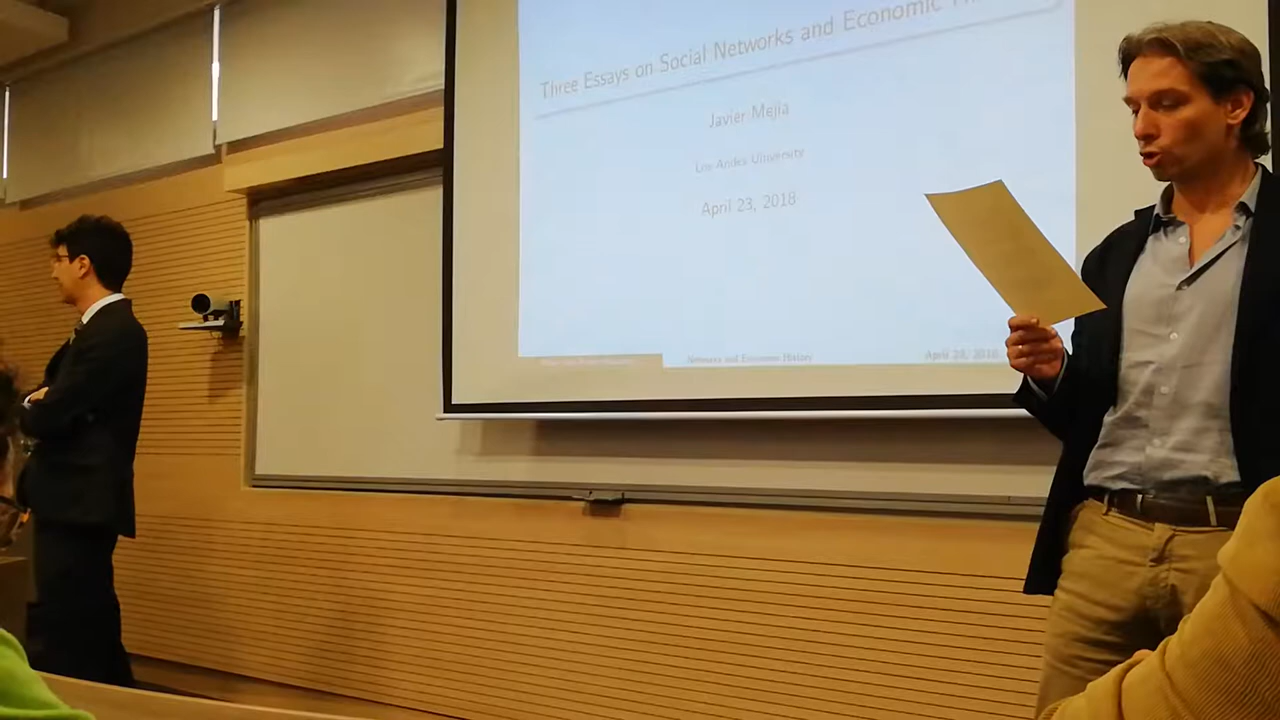 Three Essays on Social Networks and Economic
Javier Mejia
Los Andes University
April 23, 2018
Networks and Economic History
April 23, 2018